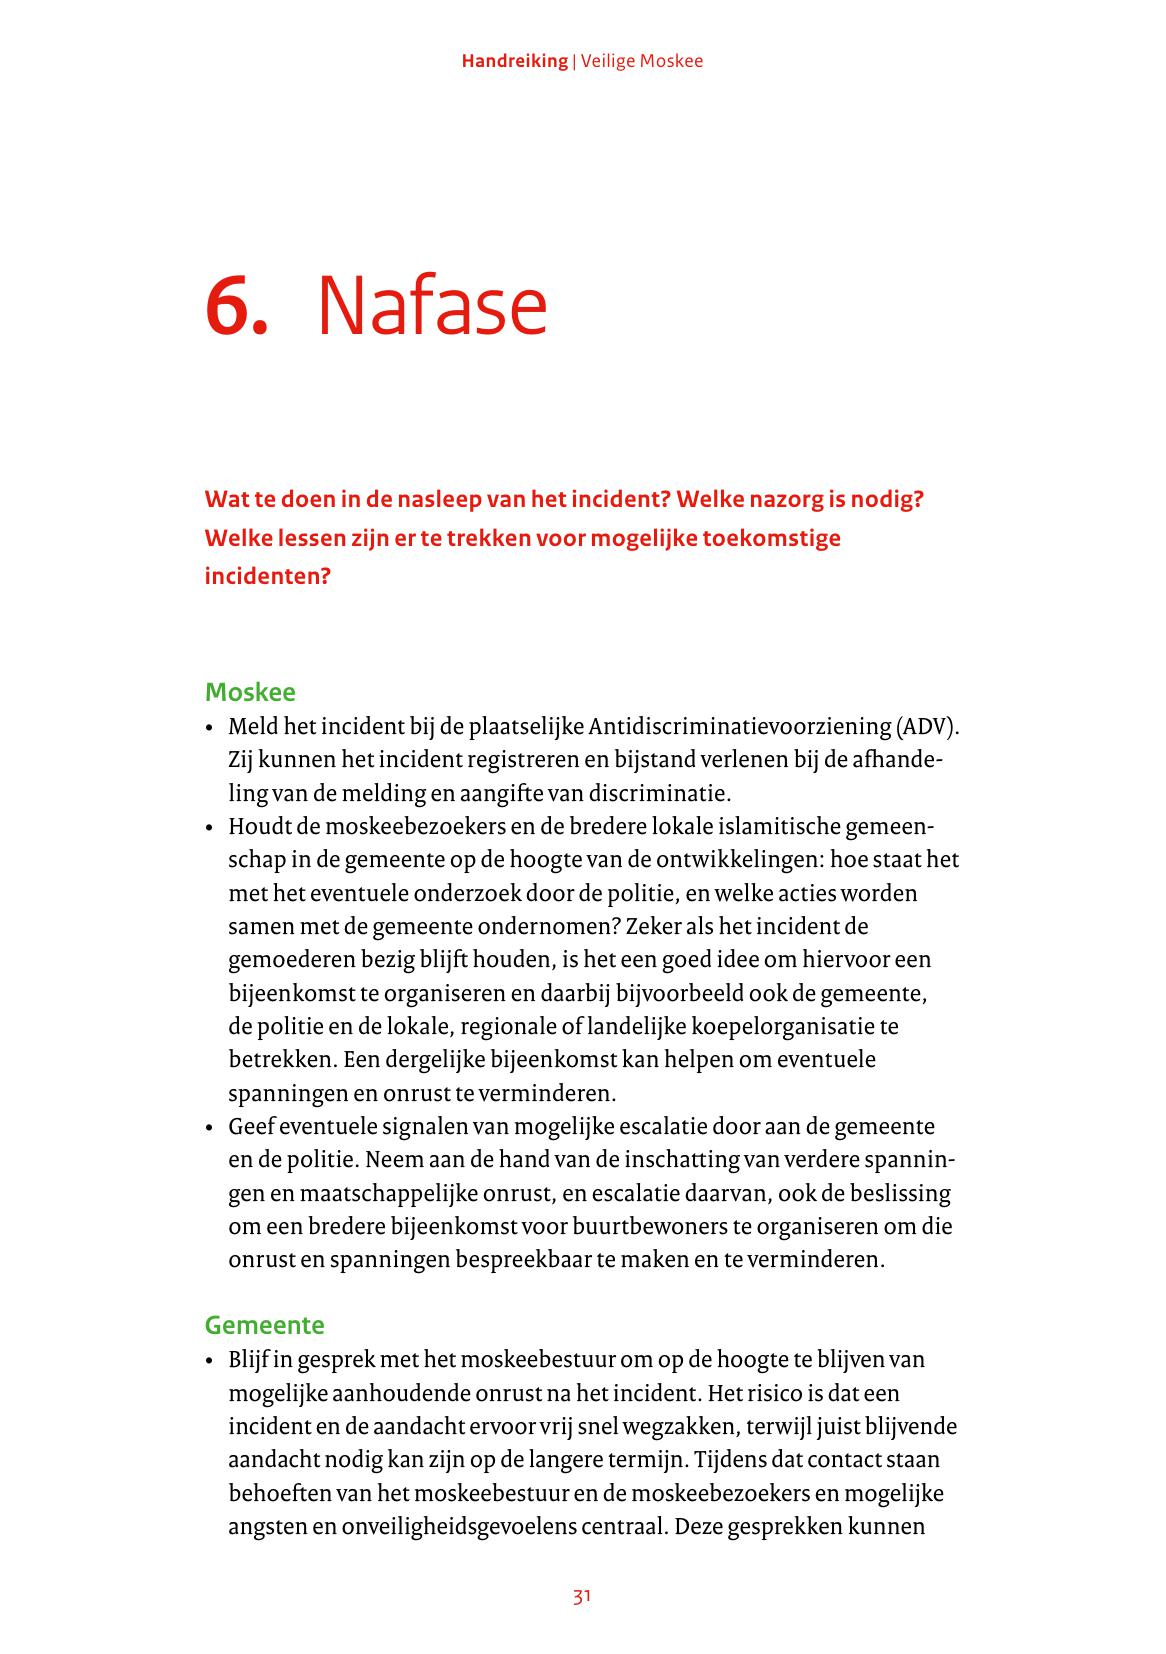 Handreiking | Veilige Moskee
6. Nafase
Wat te doen in de nasleep van het incident? Welke nazorg is nodig?
Welke lessen zijn er te trekken voor mogelijke toekomstige
incidenten?
Moskee
• Meld het incident bij de plaatselijke Antidiscriminatievoorziening (ADV).
Zij kunnen het incident registreren en bijstand verlenen bij de afhande-
ling van de melding en aangifte van discriminatie.
• Houdt de moskeebezoekers en de bredere lokale islamitische gemeen-
schap in de gemeente op de hoogte van de ontwikkelingen: hoe staat het
met het eventuele onderzoek door de politie, en welke acties worden
samen met de gemeente ondernomen? Zeker als het incident de
gemoederen bezig blijft houden, is het een goed idee om hiervoor een
bijeenkomst te organiseren en daarbij bijvoorbeeld ook de gemeente,
de politie en de lokale, regionale of landelijke koepelorganisatie te
betrekken. Een dergelijke bijeenkomst kan helpen om eventuele
spanningen en onrust te verminderen.
• Geef eventuele signalen van mogelijke escalatie door aan de gemeente
en de politie. Neem aan de hand van de inschatting van verdere spannin-
gen en maatschappelijke onrust, en escalatie daarvan, ook de beslissing
om een bredere bijeenkomst voor buurtbewoners te organiseren om die
onrust en spanningen bespreekbaar te maken en te verminderen.
Gemeente
• Blijf in gesprek met het moskeebestuur om op de hoogte te blijven van
mogelijke aanhoudende onrust na het incident. Het risico is dat een
incident en de aandacht ervoor vrij snel wegzakken, terwijl juist blijvende
aandacht nodig kan zijn op de langere termijn. Tijdens dat contact staan
behoeften van het moskeebestuur en de moskeebezoekers en mogelijke
angsten en onveiligheidsgevoelens centraal. Deze gesprekken kunnen
31